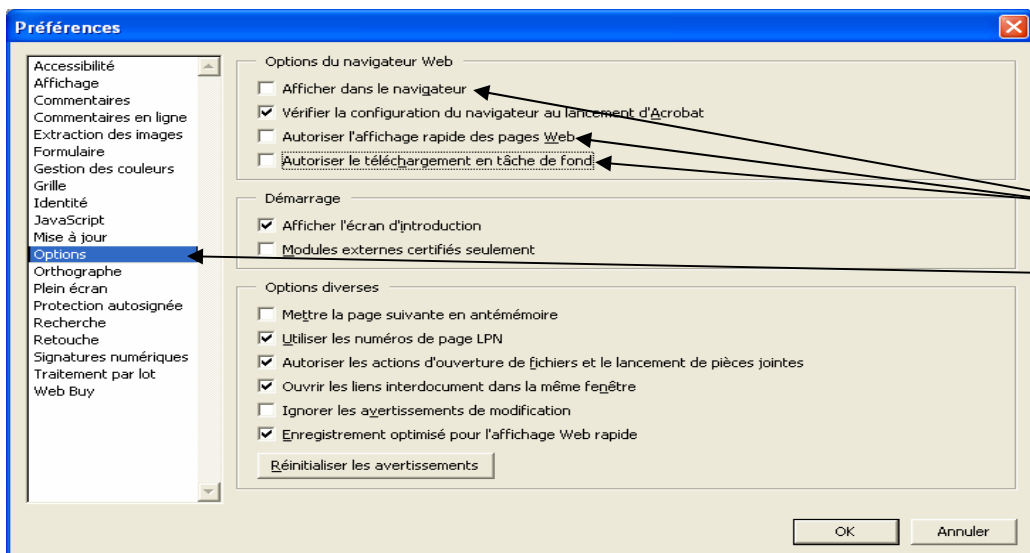 Préférences
Accessibilité
Affichage
Commentaires
Commentaires en ligne
Extraction des images
Formulaire
Gestion des couleurs
Grille
Identité
JavaScript
Mise à jour
Options
Orthographe
Plein écran
Protection autosignée
Recherche
Retouche
Signatures numériques
Traitement par lot
Web Buy
Options du navigateur Web
Afficher dans le navigateur
Vérifier la configuration du navigateur au lancement d'Acrobat
Autoriser l'affichage rapide des pages Web
Autoriser le téléchargement en tâche de fond
Démarrage
Afficher l'écran d'introduction
Modules externes certifiés seulement
Options diverses
Mettre la page suivante en antémémoire
Utiliser les numéros de page LPN
Autoriser les actions d'ouverture de fichiers et le lancement de pièces jointes
Ouvrir les liens interdocument dans la même fenêtre
Ignorer les avertissements de modification
Enregistrement optimisé pour l'affichage Web rapide
Réinitialiser les avertissements
OK
Annuler